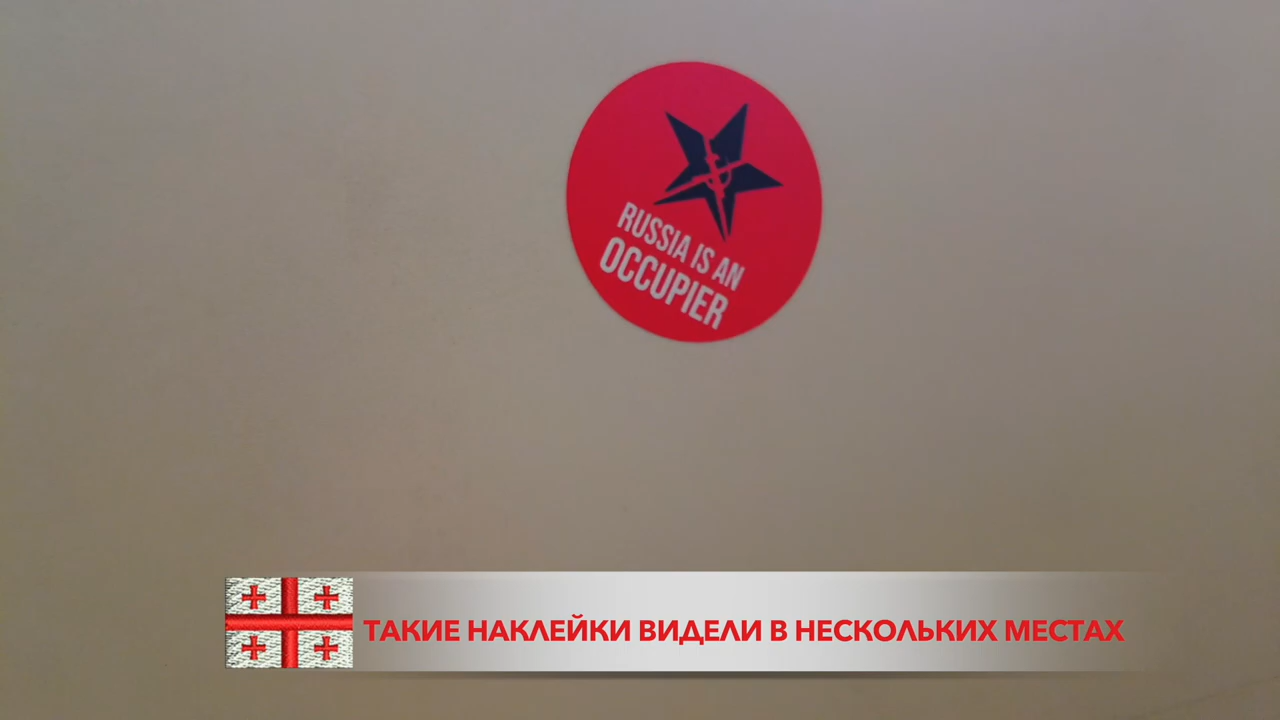 RUSSIA IS AN
OCCUPIER
ТАКИЕ НАКЛЕЙКИ ВИДЕЛИ В НЕСКОЛЬКИХ МЕСТАХ